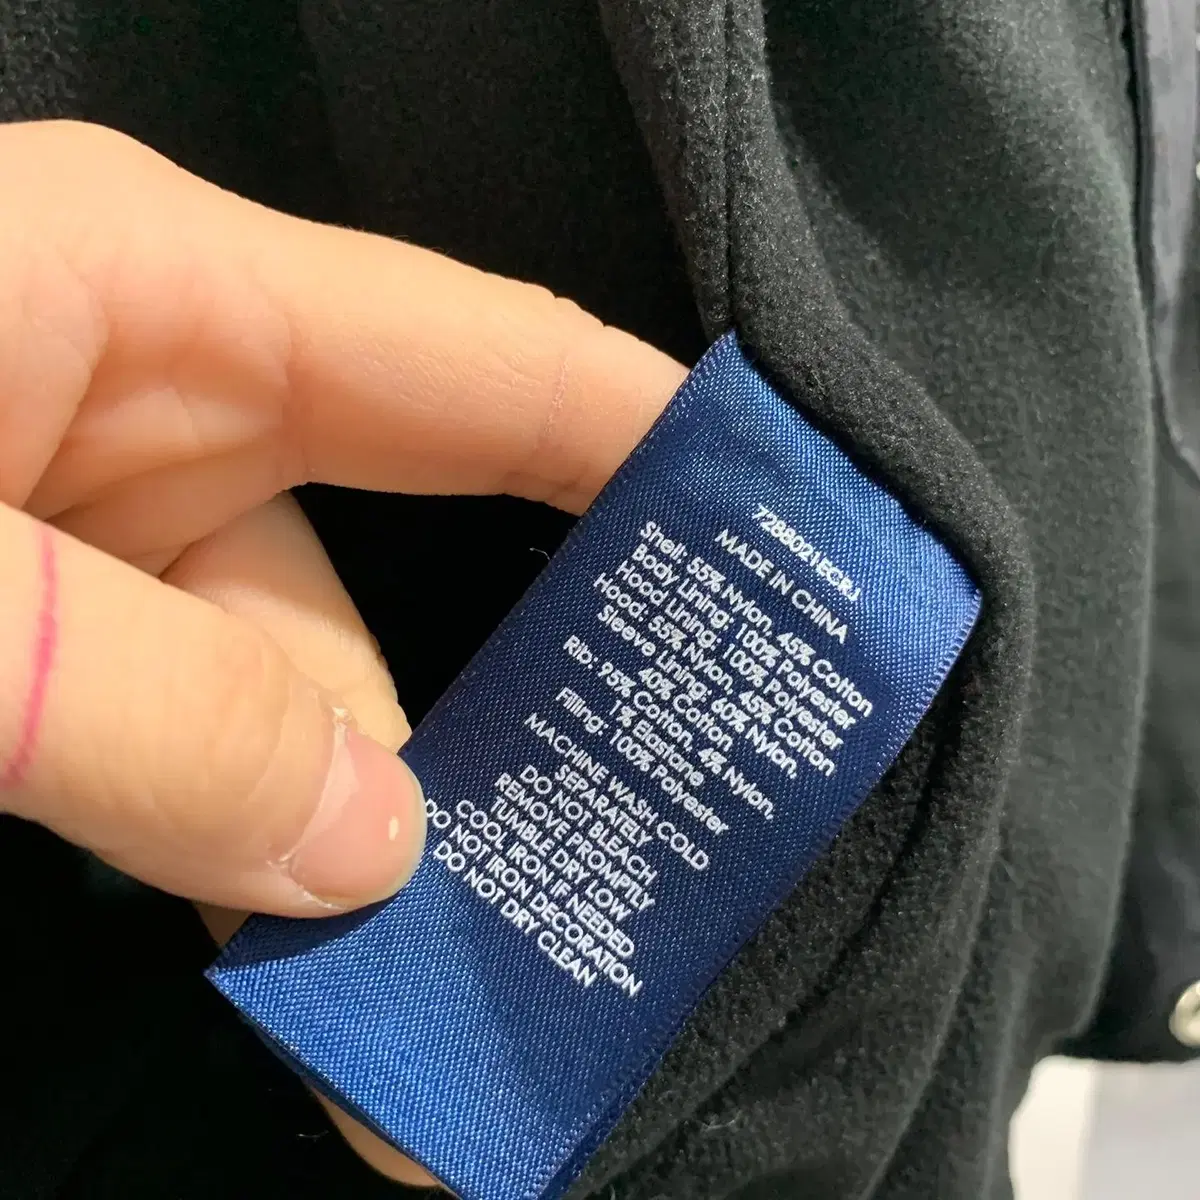 MADE IN CHINA
Shell: 55% Nylon, 45% Cotton
Body Lining: 100% Polyester
Hood Lining: 100% Polyester
Hood: 55% Nylon, 45% Cotton
Sleeve Lining: 60% Nylon,
40% Cotton
Rib: 95% Cotton, 4% Nylon,
1% Elastane
Filling: 100% Polyester
MACHINE WASH COLD
SEPARATELY
DO NOT BLEACH
REMOVE PROMPTLY
TUMBLE DRY LOW
COOL IRON IF NEEDED
DO NOT IRON DECORATION
DO NOT DRY CLEAN